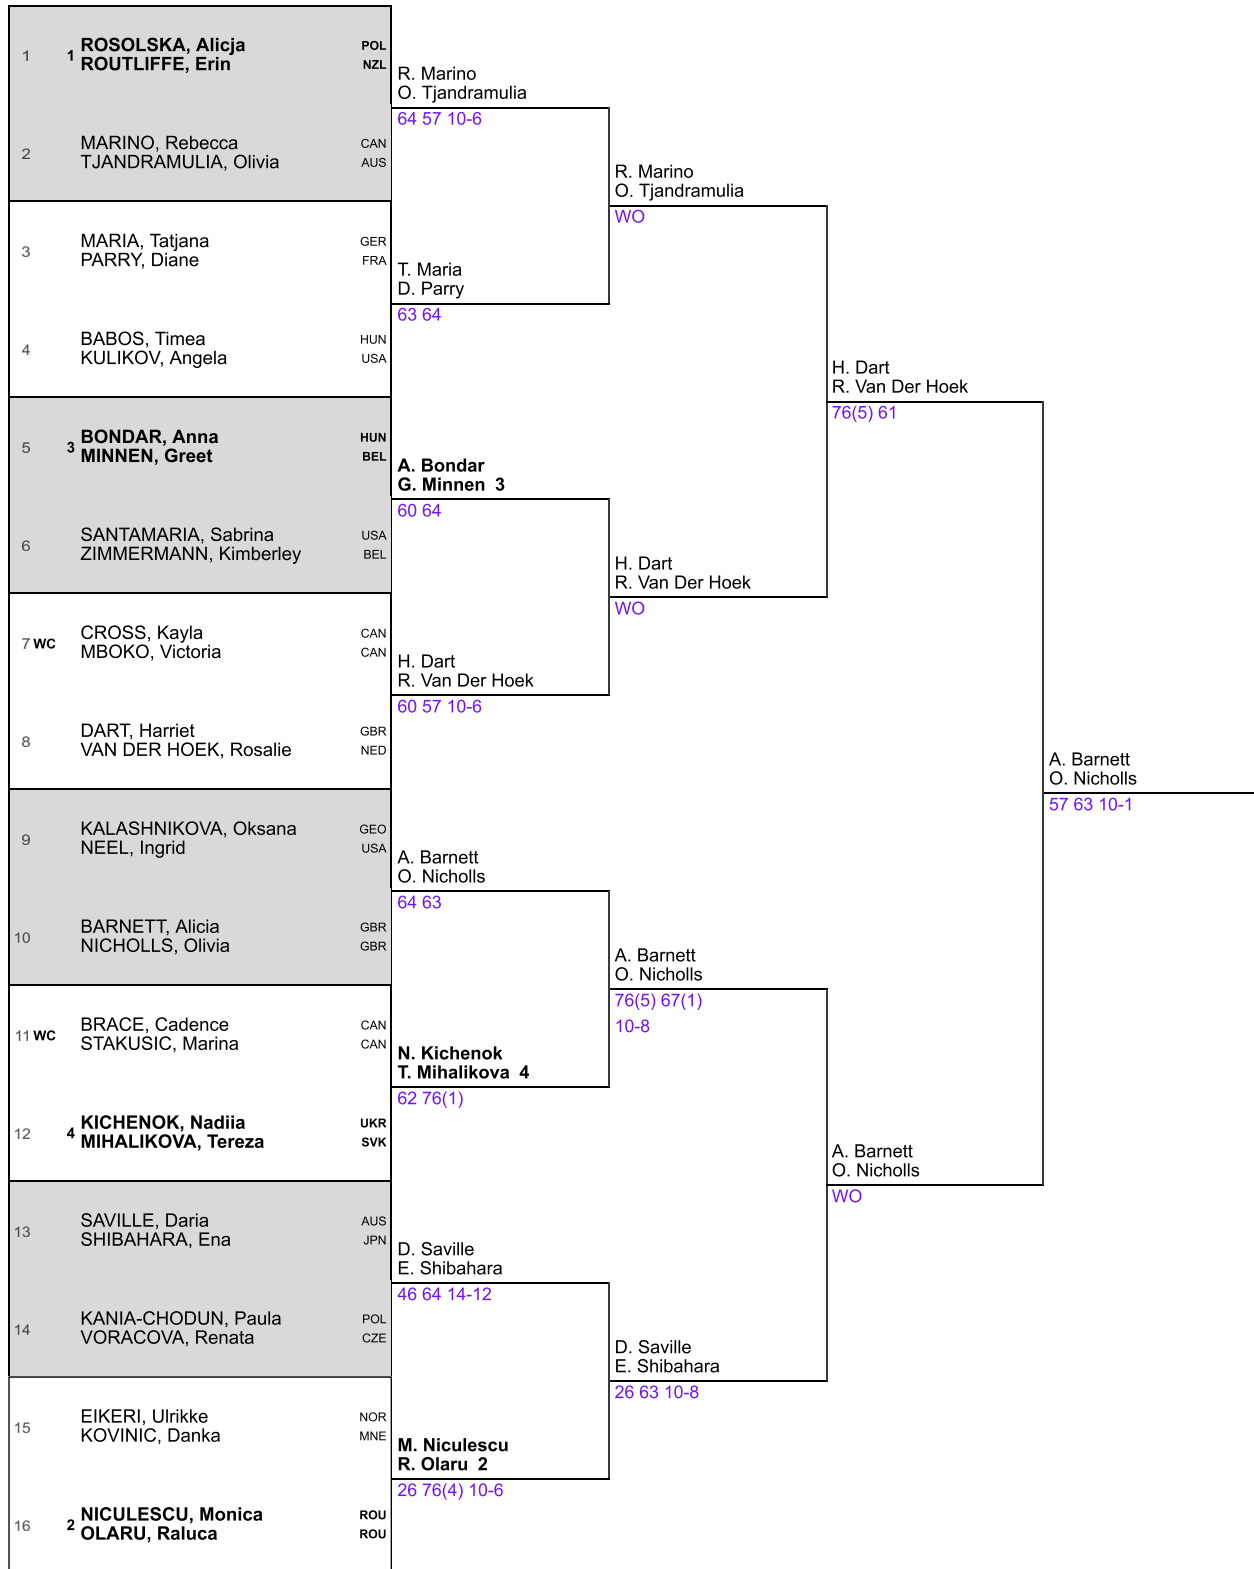 1 1 ROSOLSKA, Alicja POL
ROUTLIFFE, Erin NZL
2 MARINO, Rebecca CAN
TJANDRAMULIA, Olivia AUS
3 MARIA, Tatjana GER
PARRY, Diane FRA
4 BABOS, Timea HUN
KULIKOV, Angela USA
5 3 BONDAR, Anna HUN
MINNEN, Greet BEL
6 SANTAMARIA, Sabrina USA
ZIMMERMANN, Kimberley BEL
7 WC CROSS, Kayla CAN
MBOKO, Victoria CAN
8 DART, Harriet GBR
VAN DER HOEK, Rosalie NED
9 KALASHNIKOVA, Oksana GEO
NEEL, Ingrid USA
10 BARNETT, Alicia GBR
NICHOLLS, Olivia GBR
11 WC BRACE, Cadence CAN
STAKUSIC, Marina CAN
12 4 KICHENOK, Nadiia UKR
MIHALIKOVA, Tereza SVK
13 SAVILLE, Daria AUS
SHIBAHARA, Ena JPN
14 KANIA-CHODUN, Paula POL
VORACOVA, Renata CZE
15 EIKERI, Ulrikke NOR
KOVINIC, Danka MNE
16 2 NICULESCU, Monica ROU
OLARU, Raluca ROU
R. Marino
O. Tjandramulia
64 57 10-6
T. Maria
D. Parry
63 64
A. Bondar
G. Minnen 3
60 64
H. Dart
R. Van Der Hoek
60 57 10-6
A. Barnett
O. Nicholls
64 63
N. Kichenok
T. Mihalikova 4
62 76(1)
D. Saville
E. Shibahara
46 64 14-12
M. Niculescu
R. Olaru 2
26 76(4) 10-6
R. Marino
O. Tjandramulia
WO
H. Dart
R. Van Der Hoek
WO
A. Barnett
O. Nicholls
76(5) 67(1)
10-8
D. Saville
E. Shibahara
26 63 10-8
H. Dart
R. Van Der Hoek
76(5) 61
A. Barnett
O. Nicholls
WO
A. Barnett
O. Nicholls
57 63 10-1